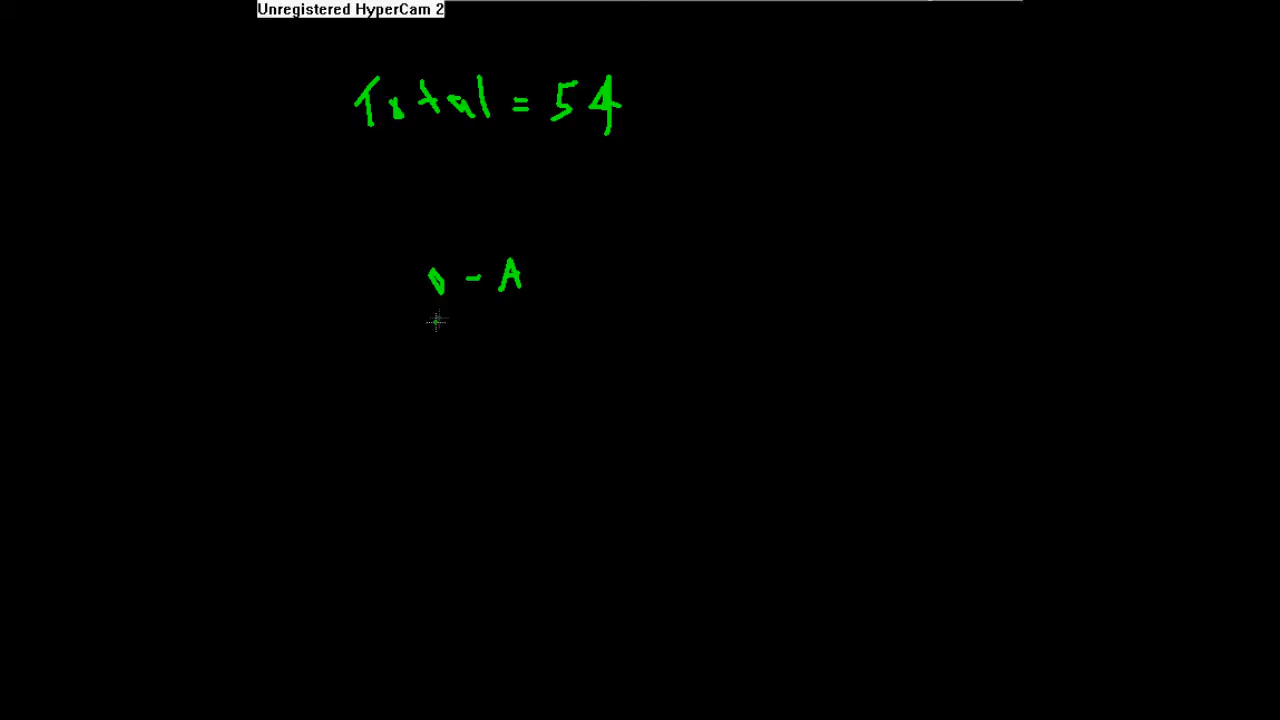 Unregistered HyperCam 2
Total = 54
0 - A